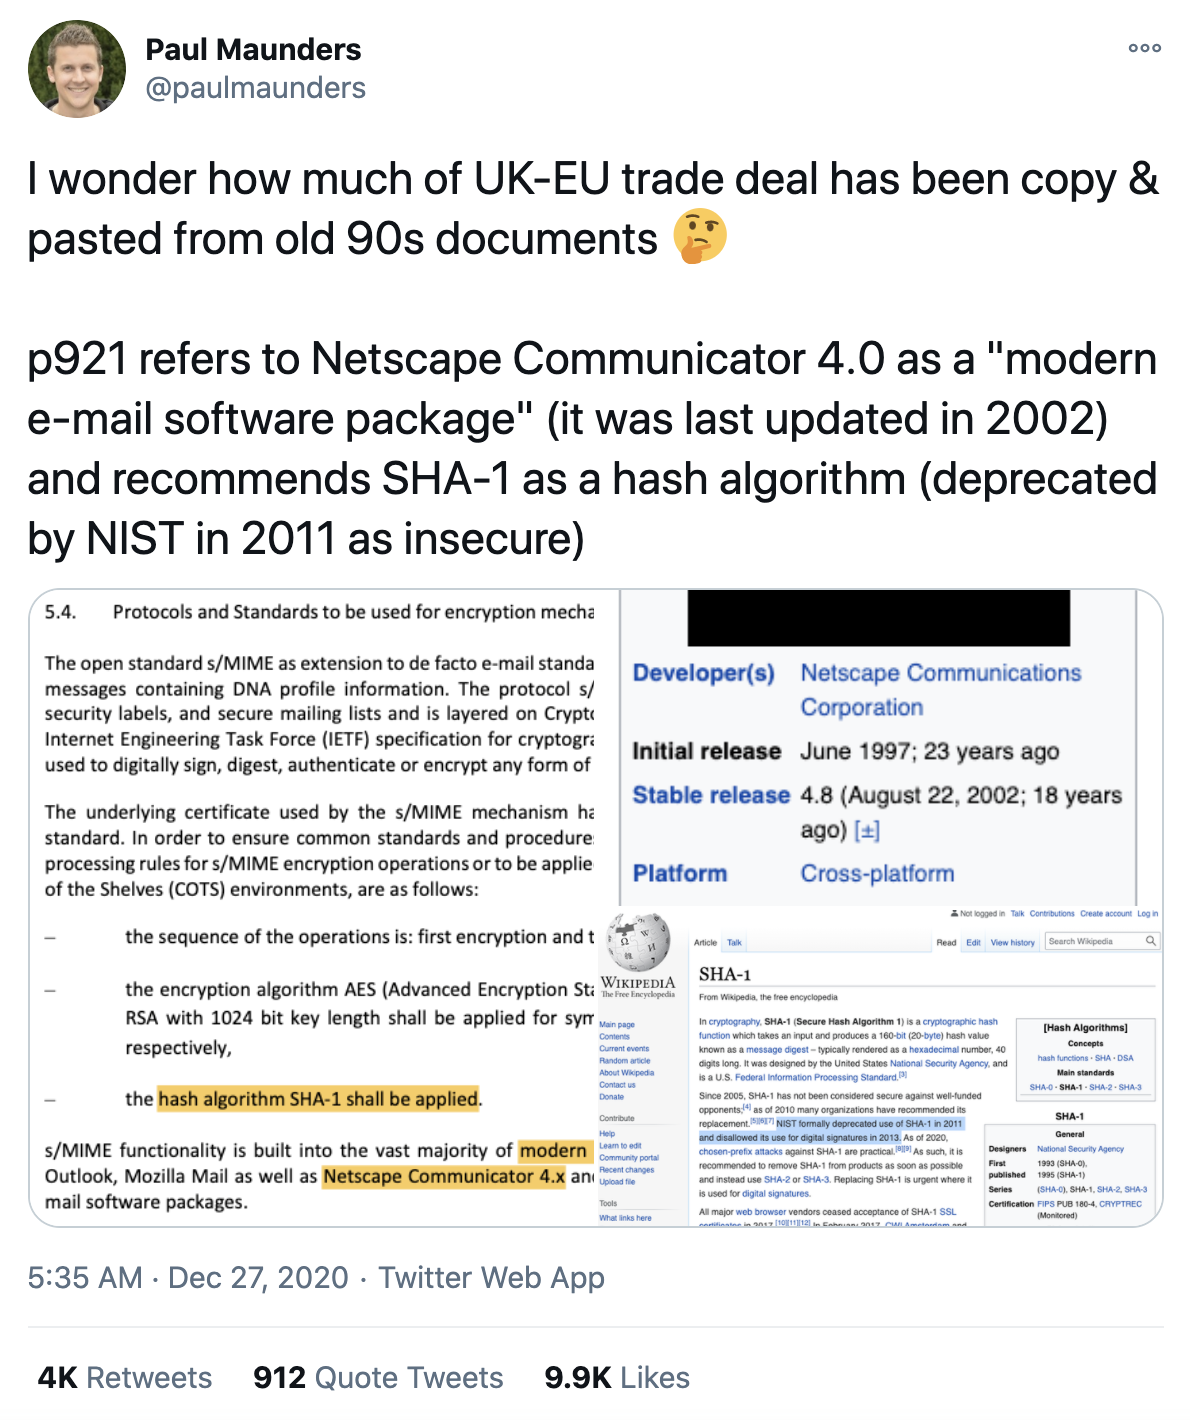 Paul Maunders
@paulmaunders
I wonder how much of UK-EU trade deal has been copy &
pasted from old 90s documents 🤔
p921 refers to Netscape Communicator 4.0 as a "modern
e-mail software package" (it was last updated in 2002)
and recommends SHA-1 as a hash algorithm (deprecated
by NIST in 2011 as insecure)
5.4. Protocols and Standards to be used for encryption mecha
The open standard s/MIME as extension to de facto e-mail standa
messages containing DNA profile information. The protocol s/
security labels, and secure mailing lists and is layered on Crypto
Internet Engineering Task Force (IETF) specification for cryptogra
used to digitally sign, digest, authenticate or encrypt any form of
The underlying certificate used by the s/MIME mechanism ha
standard. In order to ensure common standards and procedure
processing rules for s/MIME encryption operations or to be applie
of the Shelves (COTS) environments, are as follows:
– the sequence of the operations is: first encryption and t
– the encryption algorithm AES (Advanced Encryption Sta
RSA with 1024 bit key length shall be applied for sym
respectively,
– the hash algorithm SHA-1 shall be applied.
s/MIME functionality is built into the vast majority of modern
Outlook, Mozilla Mail as well as Netscape Communicator 4.x and
mail software packages.
Developer(s) Netscape Communications
Corporation
Initial release June 1997; 23 years ago
Stable release 4.8 (August 22, 2002; 18 years
ago) [±]
Platform Cross-platform
Not logged in Talk Contributions Create account Log in
Article Talk Read Edit View history Search Wikipedia
WIKIPEDIA
The Free Encyclopedia
Main page
Contents
Current events
Random article
About Wikipedia
Contact us
Donate
Contribute
Help
Learn to edit
Community portal
Recent changes
Upload file
Tools
What links here
SHA-1
From Wikipedia, the free encyclopedia
In cryptography, SHA-1 (Secure Hash Algorithm 1) is a cryptographic hash
function which takes an input and produces a 160-bit (20-byte) hash value
known as a message digest – typically rendered as a hexadecimal number, 40
digits long. It was designed by the United States National Security Agency, and
is a U.S. Federal Information Processing Standard.[3]
Since 2005, SHA-1 has not been considered secure against well-funded
opponents;[4] as of 2010 many organizations have recommended its
replacement.[5][6][7] NIST formally deprecated use of SHA-1 in 2011
and disallowed its use for digital signatures in 2013. As of 2020,
chosen-prefix attacks against SHA-1 are practical.[8][9] As such, it is
recommended to remove SHA-1 from products as soon as possible
and instead use SHA-2 or SHA-3. Replacing SHA-1 is urgent where it
is used for digital signatures.
All major web browser vendors ceased acceptance of SHA-1 SSL
certificates in 2017.[10][11][12] In February 2017, CWI Amsterdam and
[Hash Algorithms]
Concepts
hash functions · SHA · DSA
Main standards
SHA-0 · SHA-1 · SHA-2 · SHA-3
SHA-1
General
Designers National Security Agency
First 1993 (SHA-0),
published 1995 (SHA-1)
Series (SHA-0), SHA-1, SHA-2, SHA-3
Certification FIPS PUB 180-4, CRYPTREC
(Monitored)
5:35 AM · Dec 27, 2020 · Twitter Web App
4K Retweets 912 Quote Tweets 9.9K Likes